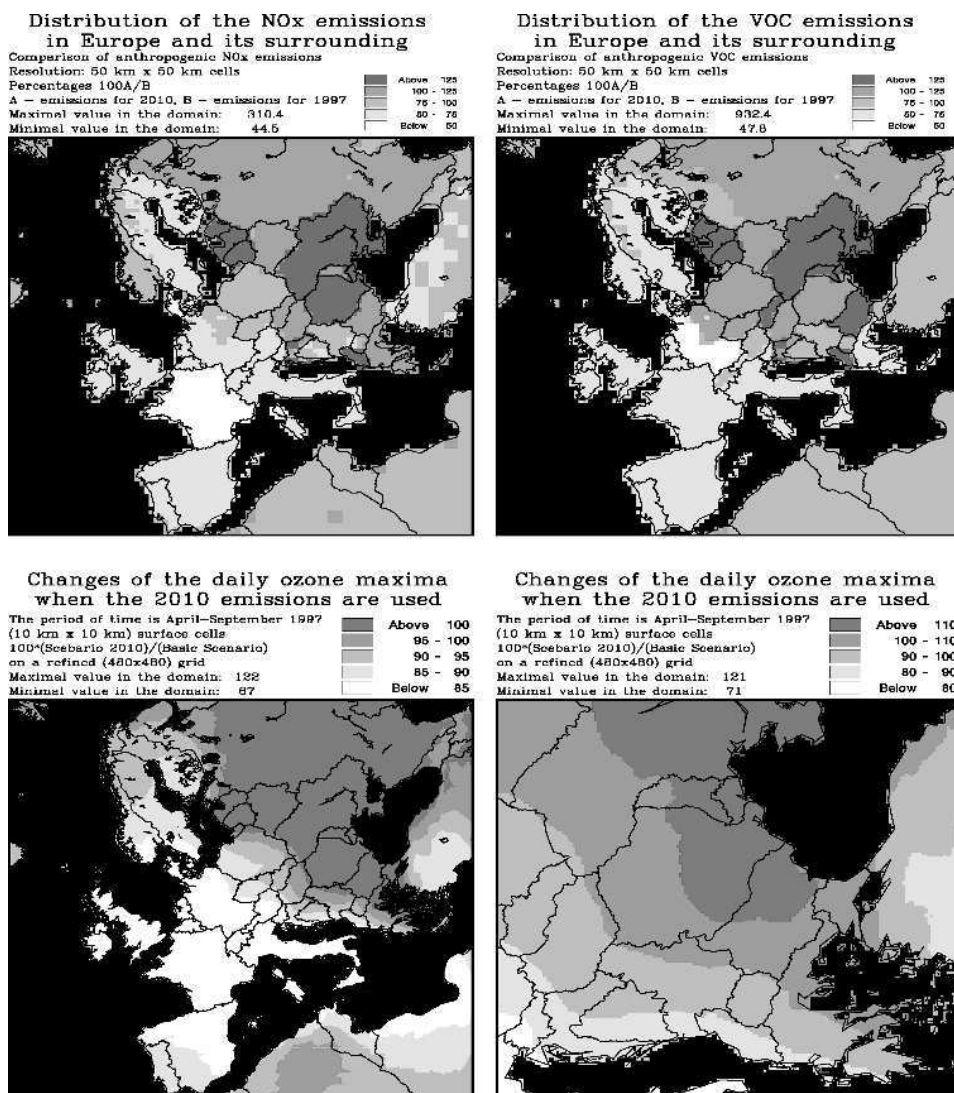 Distribution of the NOx emissions
in Europe and its surrounding
Comparison of anthropogenic NOx emissions
Resolution: 50 km x 50 km cells
Percentages 100A/B
A – emissions for 2010, B – emissions for 1997
Maximal value in the domain: 310.4
Minimal value in the domain: 44.5
Above 125
100 – 125
75 – 100
50 – 75
Below 50
Distribution of the VOC emissions
in Europe and its surrounding
Comparison of anthropogenic VOC emissions
Resolution: 50 km x 50 km cells
Percentages 100A/B
A – emissions for 2010, B – emissions for 1997
Maximal value in the domain: 932.4
Minimal value in the domain: 47.8
Above 125
100 – 125
75 – 100
50 – 75
Below 50
Changes of the daily ozone maxima
when the 2010 emissions are used
The period of time is April–September 1997
(10 km x 10 km) surface cells
100*(Scebario 2010)/(Basic Scenario)
on a refined (480x480) grid
Maximal value in the domain: 122
Minimal value in the domain: 67
Above 100
95 – 100
90 – 95
85 – 90
Below 85
Changes of the daily ozone maxima
when the 2010 emissions are used
The period of time is April–September 1997
(10 km x 10 km) surface cells
100*(Scebario 2010)/(Basic Scenario)
on a refined (480x480) grid
Maximal value in the domain: 121
Minimal value in the domain: 71
Above 110
100 – 110
90 – 100
80 – 90
Below 80